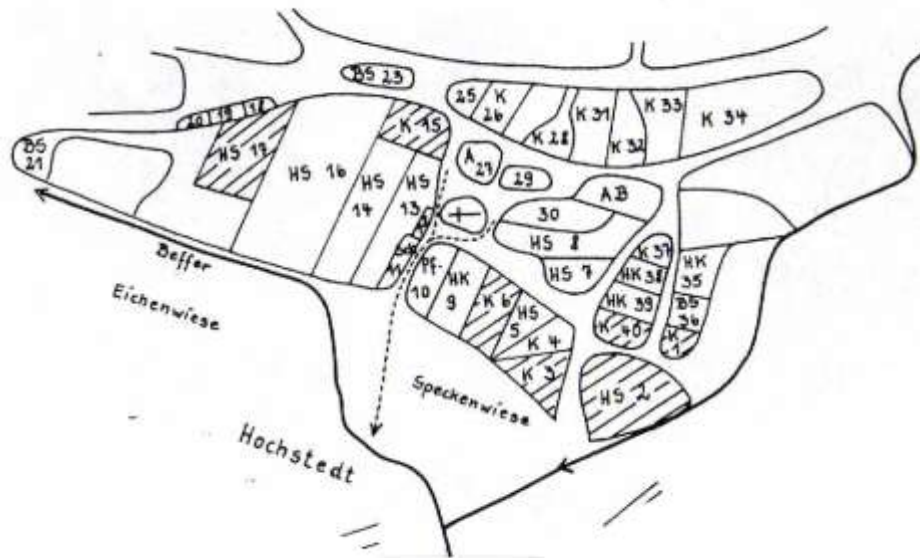 BS 23
25
K 26
K 28
K 31
K 32
K 33
K 34
20 19 18
K 15
BS 21
HS 17
HS 16
HS 14
HS 13
A 27
29
AB
30
HS 8
HS 7
K 37
HK 38
HK 39
K 40
HK 35
BS 36
K 1
Pf. 10
HK 9
K 6
HS 5
K 4
K 3
HS 2
Beffer
Eichenwiese
Speckenwiese
Hochstedt